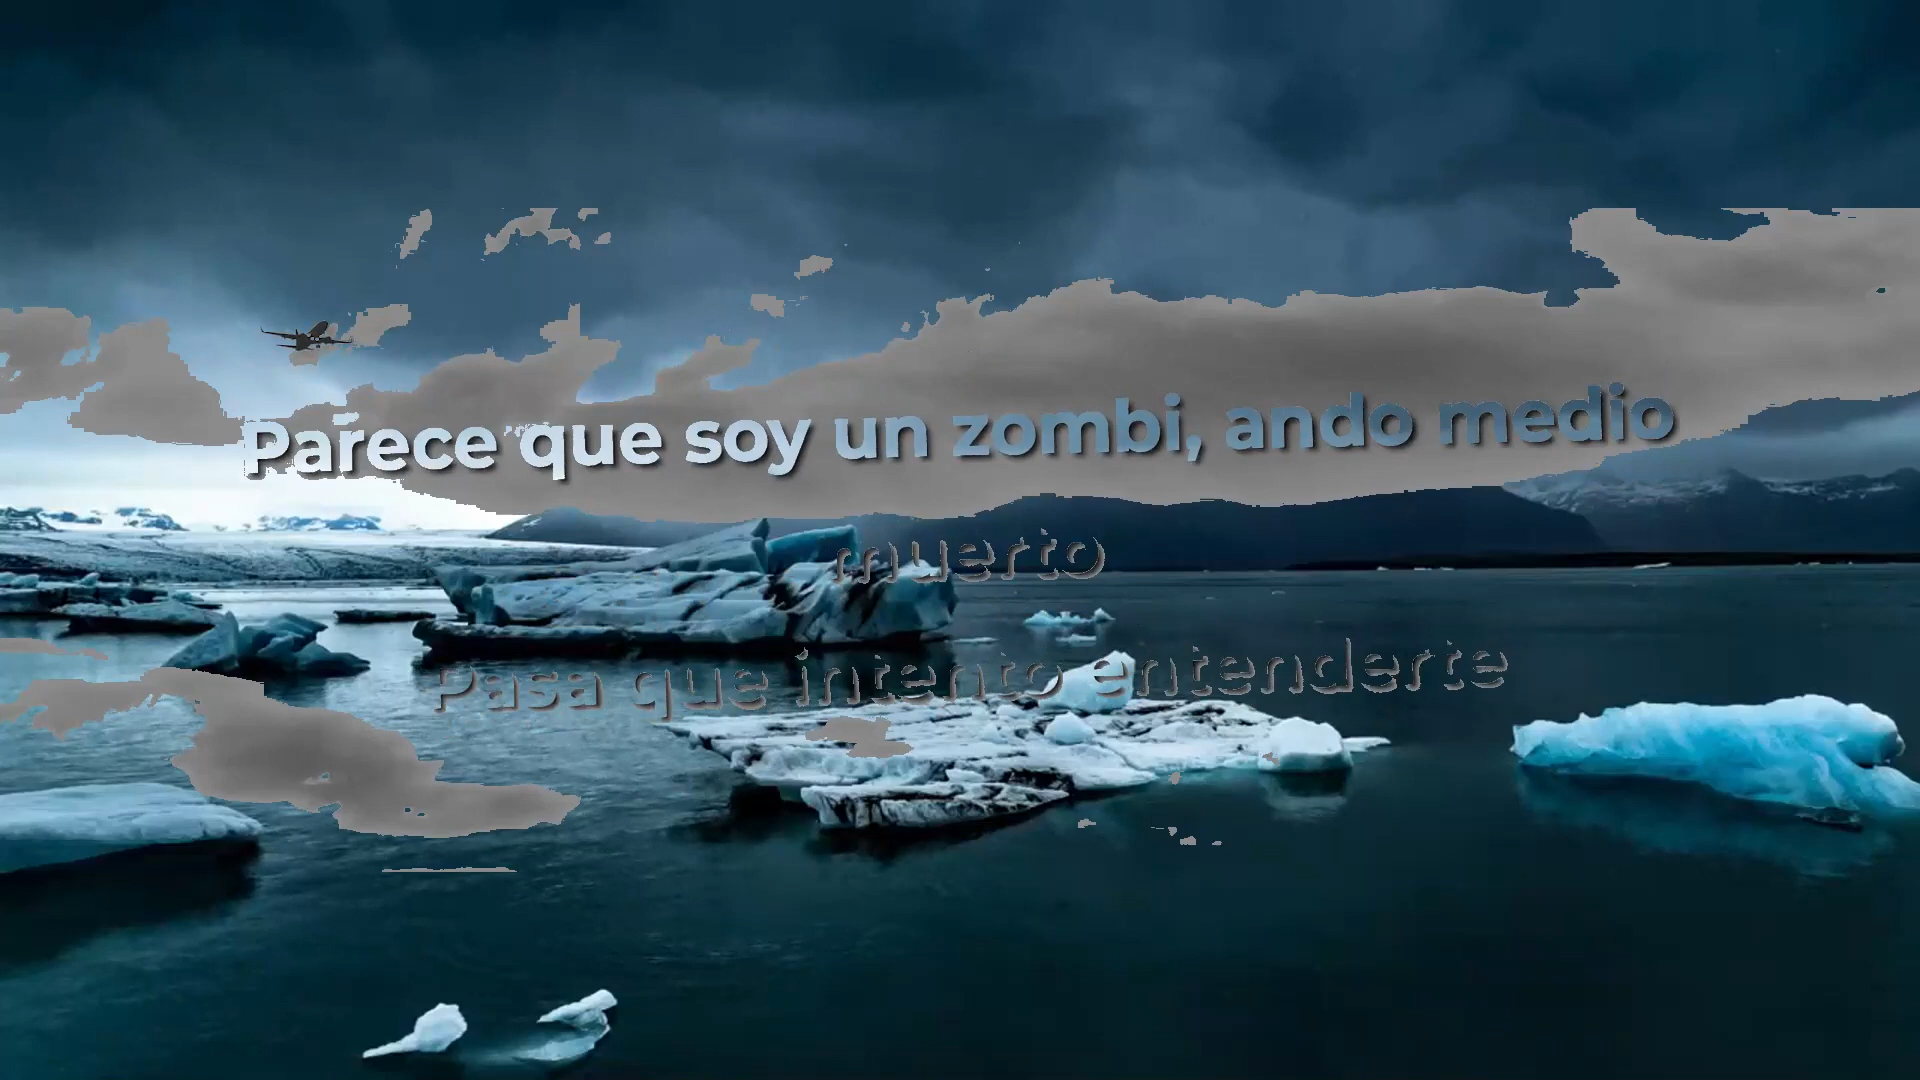 Parece que soy un zombi, ando medio
muerto
Pasa que intento entenderte